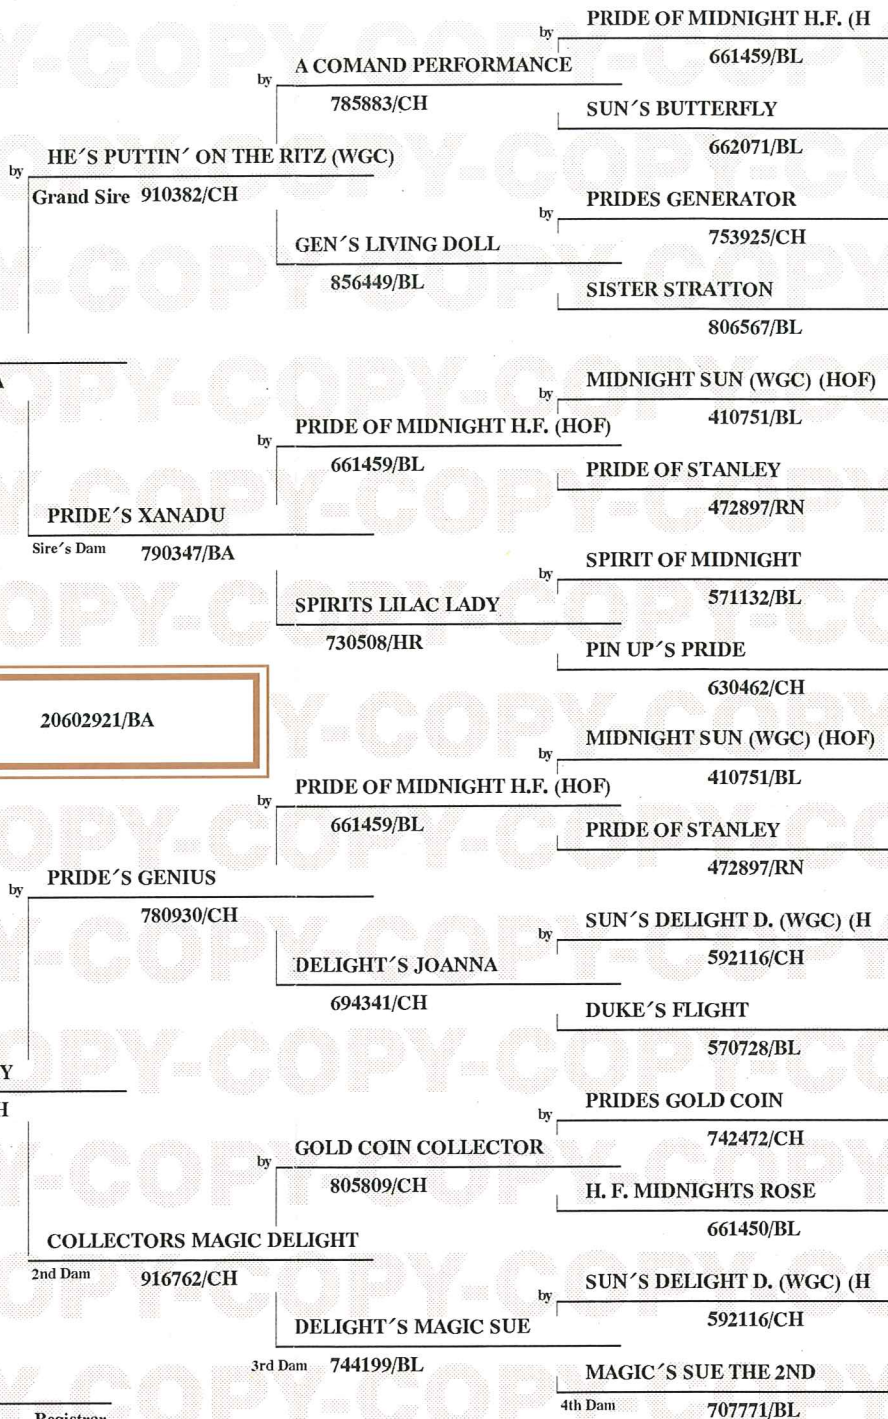 PRIDE OF MIDNIGHT H.F. (H
by
661459/BL
A COMAND PERFORMANCE
by
785883/CH
SUN´S BUTTERFLY
662071/BL
HE´S PUTTIN´ ON THE RITZ (WGC)
by
Grand Sire 910382/CH
PRIDES GENERATOR
by
753925/CH
GEN´S LIVING DOLL
856449/BL
SISTER STRATTON
806567/BL
MIDNIGHT SUN (WGC) (HOF)
by
410751/BL
PRIDE OF MIDNIGHT H.F. (HOF)
by
661459/BL
PRIDE OF STANLEY
472897/RN
PRIDE´S XANADU
Sire´s Dam 790347/BA
SPIRIT OF MIDNIGHT
by
571132/BL
SPIRITS LILAC LADY
730508/HR
PIN UP´S PRIDE
630462/CH
20602921/BA
MIDNIGHT SUN (WGC) (HOF)
by
410751/BL
PRIDE OF MIDNIGHT H.F. (HOF)
by
661459/BL
PRIDE OF STANLEY
472897/RN
PRIDE´S GENIUS
by
780930/CH
SUN´S DELIGHT D. (WGC) (H
by
592116/CH
DELIGHT´S JOANNA
694341/CH
DUKE´S FLIGHT
570728/BL
Y
H
PRIDES GOLD COIN
by
742472/CH
GOLD COIN COLLECTOR
by
805809/CH
H. F. MIDNIGHTS ROSE
661450/BL
COLLECTORS MAGIC DELIGHT
2nd Dam 916762/CH
SUN´S DELIGHT D. (WGC) (H
by
592116/CH
DELIGHT´S MAGIC SUE
3rd Dam 744199/BL
MAGIC´S SUE THE 2ND
4th Dam 707771/BL
Registrar